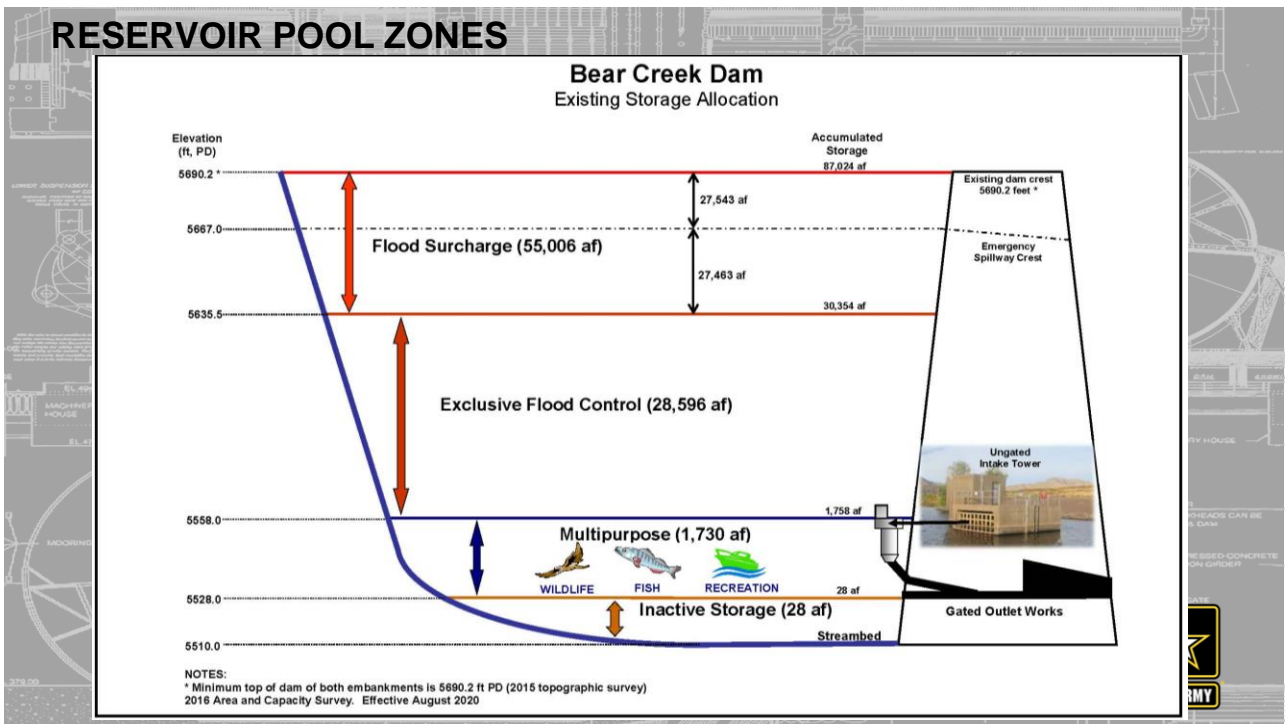 RESERVOIR POOL ZONES
Bear Creek Dam
Existing Storage Allocation
Elevation
(ft, PD)
Accumulated
Storage
5690.2 *
87,024 af
Existing dam crest
5690.2 feet *
27,543 af
5667.0
Flood Surcharge (55,006 af)
Emergency
Spillway Crest
27,463 af
5635.5
30,354 af
Exclusive Flood Control (28,596 af)
Ungated
Intake Tower
5558.0
1,758 af
Multipurpose (1,730 af)
WILDLIFE
FISH
RECREATION
28 af
5528.0
Inactive Storage (28 af)
Gated Outlet Works
Streambed
5510.0
NOTES:
* Minimum top of dam of both embankments is 5690.2 ft PD (2015 topographic survey)
2016 Area and Capacity Survey.  Effective August 2020